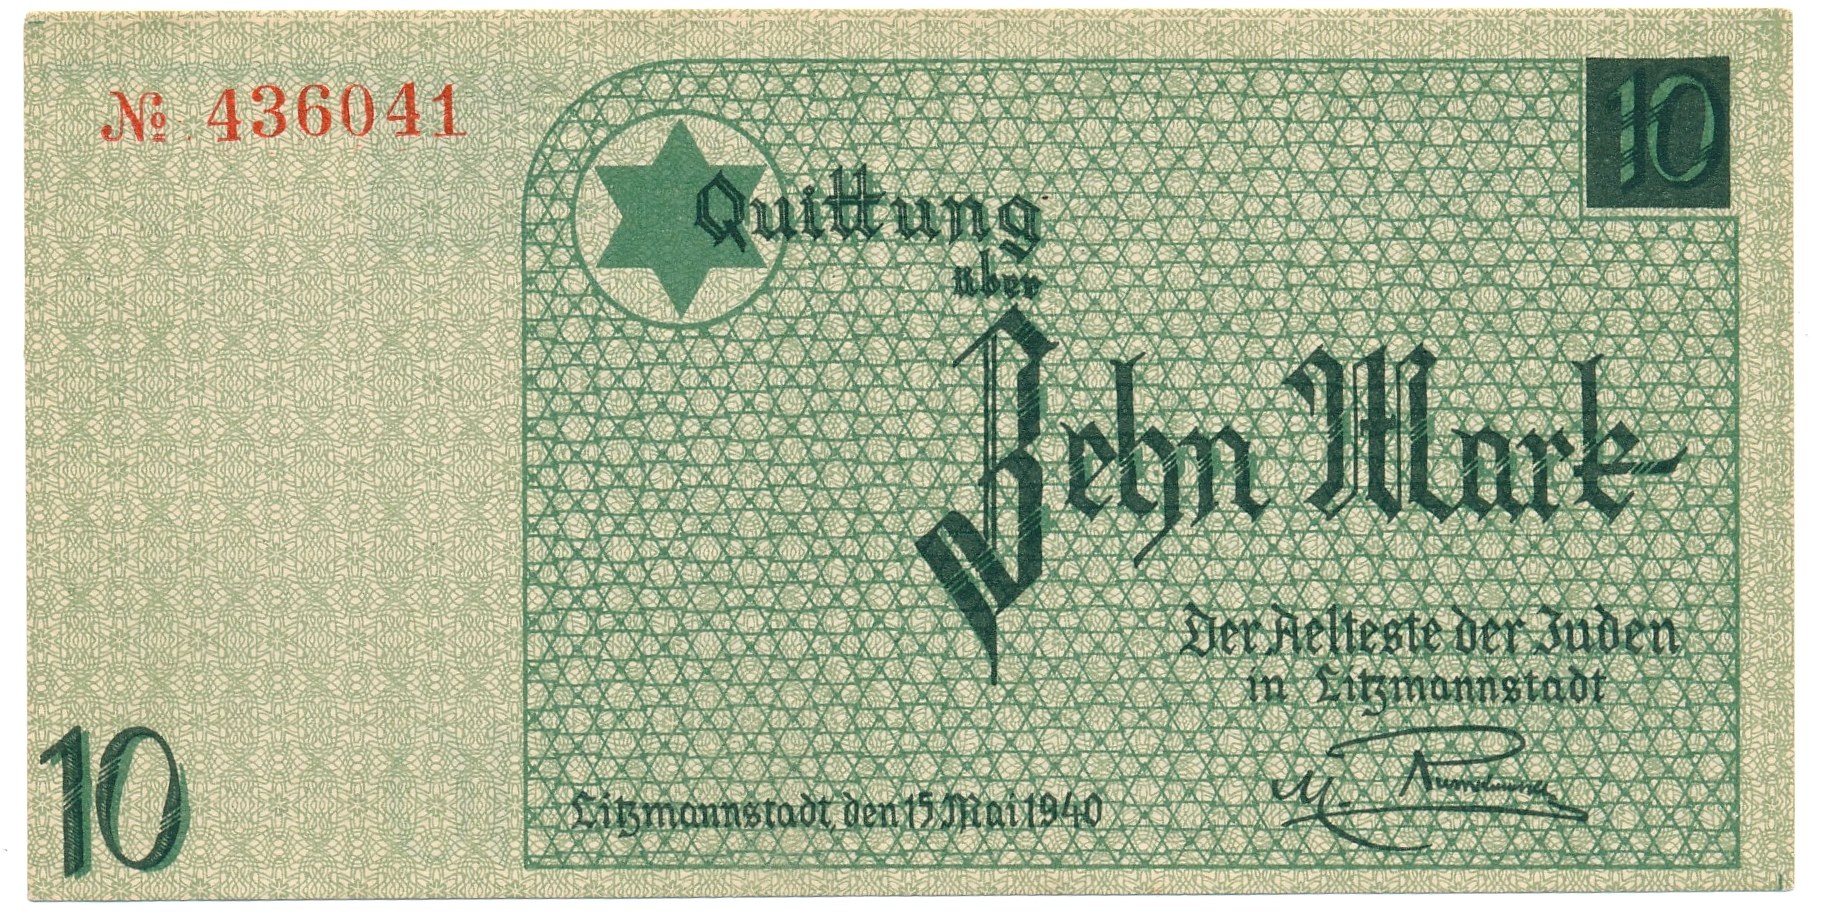 № 436041
10
Quittung
über
Zehn Mark
Der Aelteste der Juden
in Litzmannstadt
M. Rumkowski
Litzmannstadt, den 15. Mai 1940
10